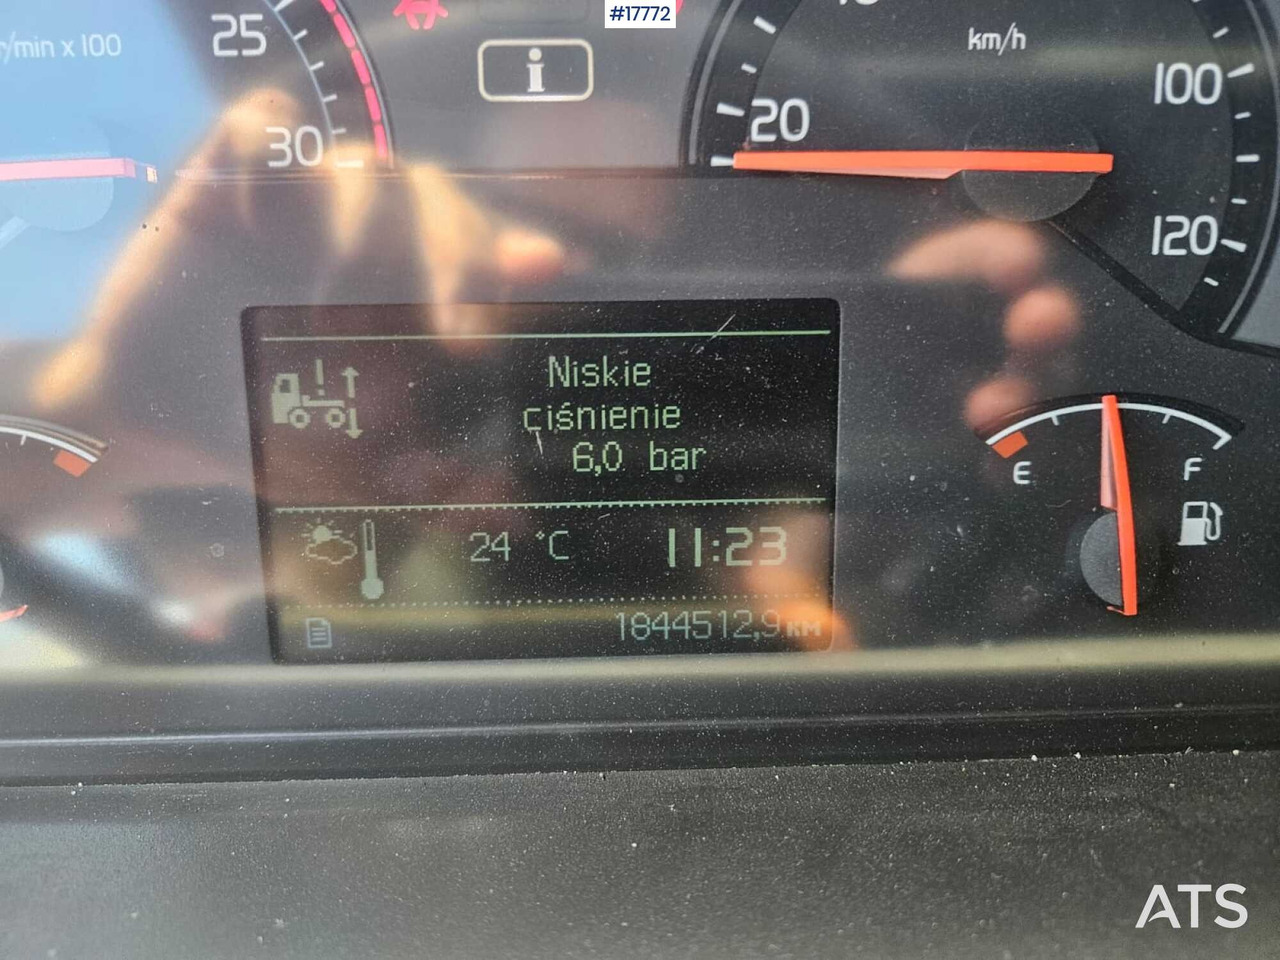 #17772
25
r/min x 100
30
km/h
20
100
120
Niskie
ciśnienie
6,0 bar
E
F
24 °C
11:23
1844512,9 KM
ATS